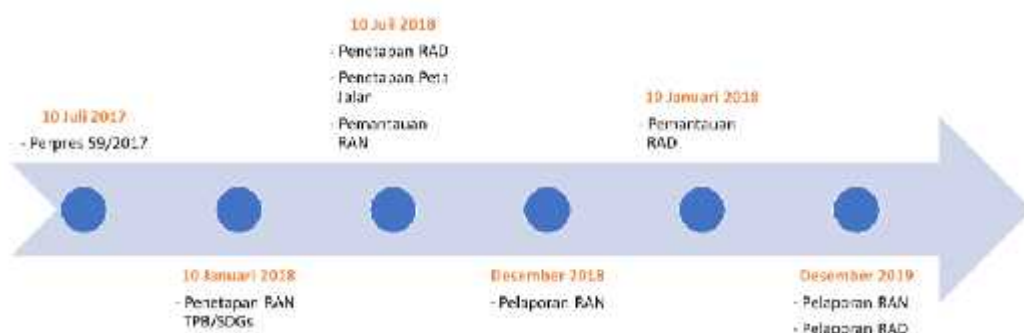 10 Juli 2017
- Perpres 59/2017
10 Januari 2018
- Penetapan RAN
TPB/SDGs
10 Juli 2018
- Penetapan RAD
- Penetapan Peta
Jalan
- Pemantauan
RAN
Desember 2018
- Pelaporan RAN
10 Januari 2018
- Pemantauan
RAD
Desember 2019
- Pelaporan RAN
- Pelaporan RAD